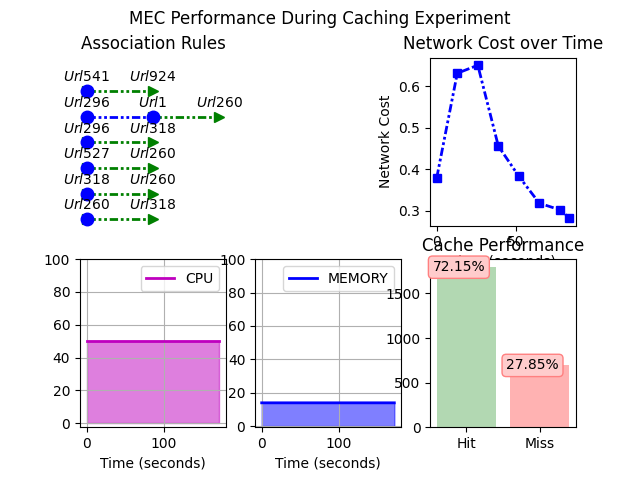 MEC Performance During Caching Experiment
Association Rules
Url541 Url924
Url296 Url1 Url260
Url296 Url318
Url527 Url260
Url318 Url260
Url260 Url318
Network Cost over Time
Network Cost
0.6
0.5
0.4
0.3
0 50
(seconds)
100
80
60
40
20
0
CPU
0 100
Time (seconds)
100
80
60
40
20
0
MEMORY
0 100
Time (seconds)
Cache Performance
72.15%
27.85%
1500
1000
500
0
Hit Miss